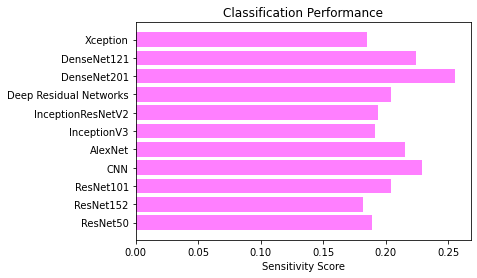 Classification Performance
Xception
DenseNet121
DenseNet201
Deep Residual Networks
InceptionResNetV2
InceptionV3
AlexNet
CNN
ResNet101
ResNet152
ResNet50
0.00 0.05 0.10 0.15 0.20 0.25
Sensitivity Score